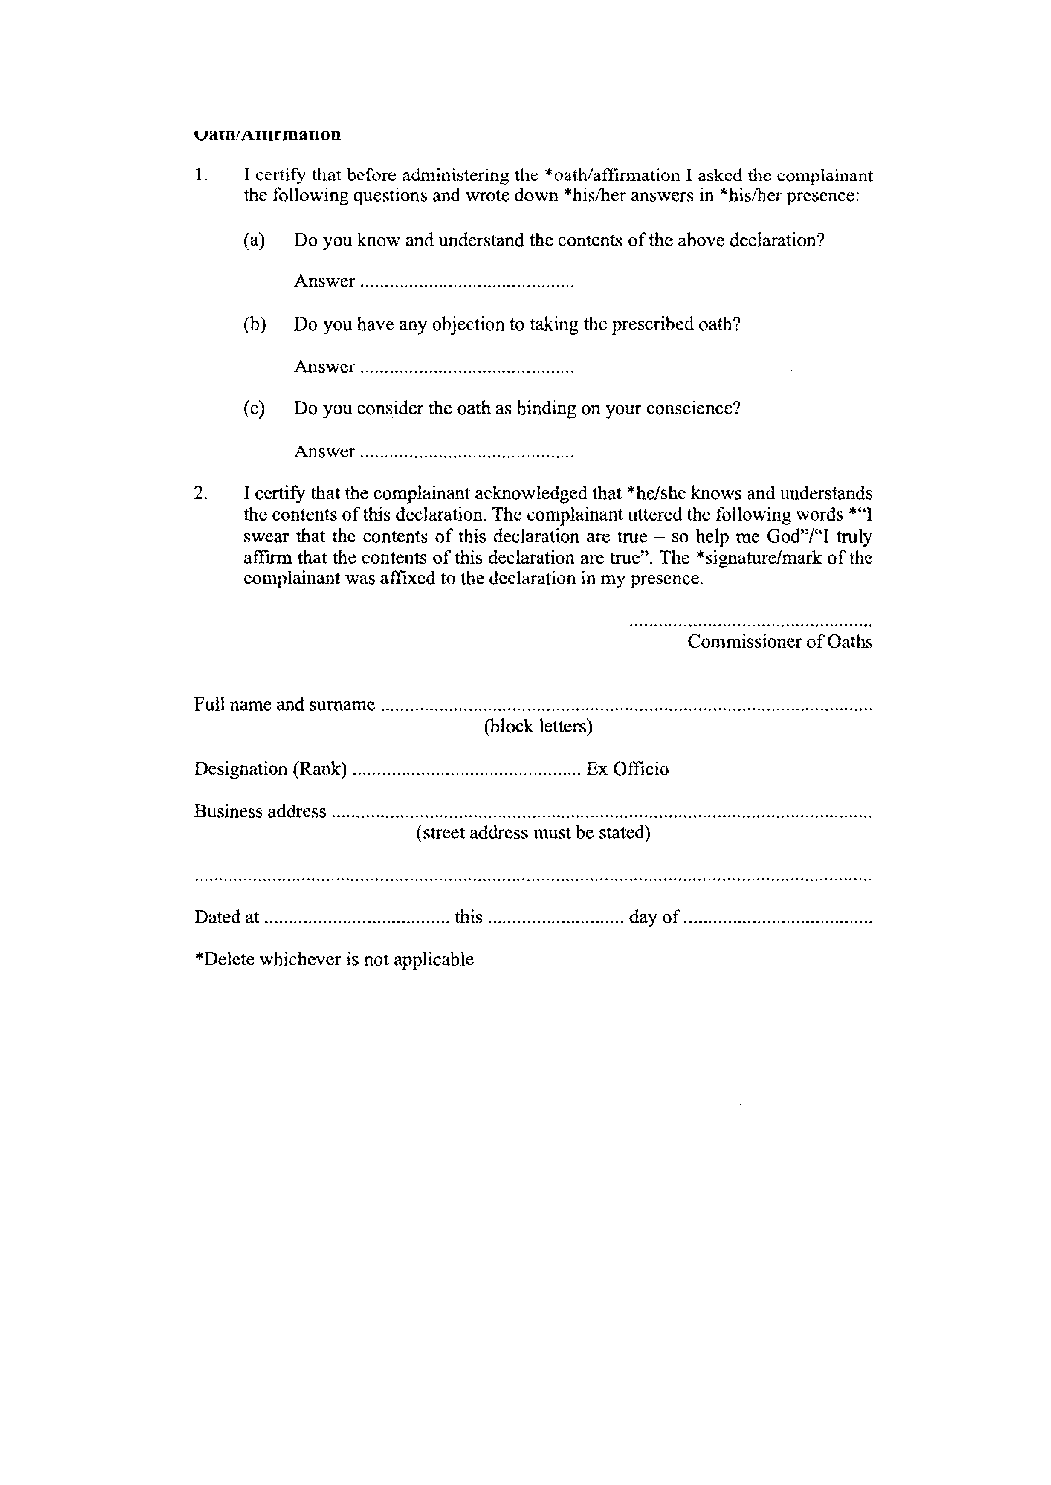 Oath/Affirmation
1. I certify that before administering the *oath/affirmation I asked the complainant
the following questions and wrote down *his/her answers in *his/her presence:
(a) Do you know and understand the contents of the above declaration?
Answer ............................................
(b) Do you have any objection to taking the prescribed oath?
Answer ............................................
(c) Do you consider the oath as binding on your conscience?
Answer ............................................
2. I certify that the complainant acknowledged that *he/she knows and understands
the contents of this declaration. The complainant uttered the following words *“I
swear that the contents of this declaration are true – so help me God”/“I truly
affirm that the contents of this declaration are true”. The *signature/mark of the
complainant was affixed to the declaration in my presence.
..................................................
Commissioner of Oaths
Full name and surname .....................................................................................................
(block letters)
Designation (Rank) ............................................... Ex Officio
Business address ...............................................................................................................
(street address must be stated)
...........................................................................................................................................
Dated at ...................................... this ............................ day of.......................................
*Delete whichever is not applicable